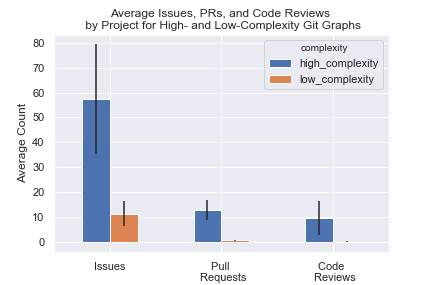 Average Issues, PRs, and Code Reviews
by Project for High- and Low-Complexity Git Graphs
complexity
high_complexity
low_complexity
Average Count
80
70
60
50
40
30
20
10
0
Issues
Pull
Requests
Code
Reviews